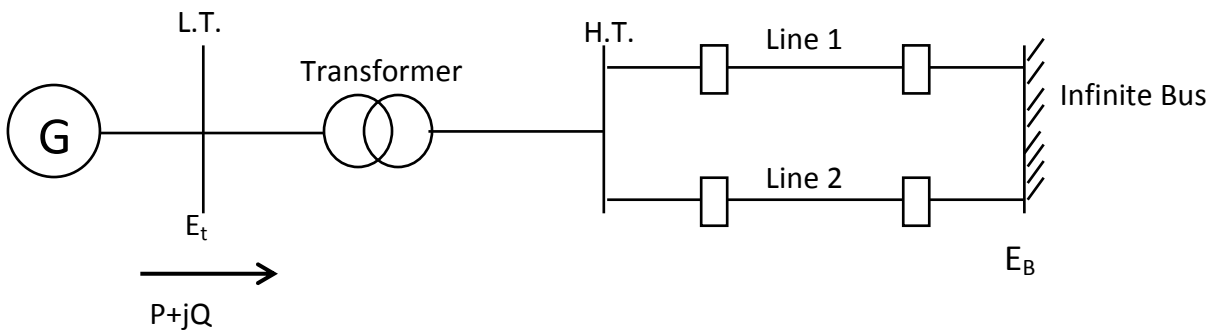 L.T.
H.T.
Line 1
Transformer
Infinite Bus
G
Line 2
E_t
E_B
P+jQ